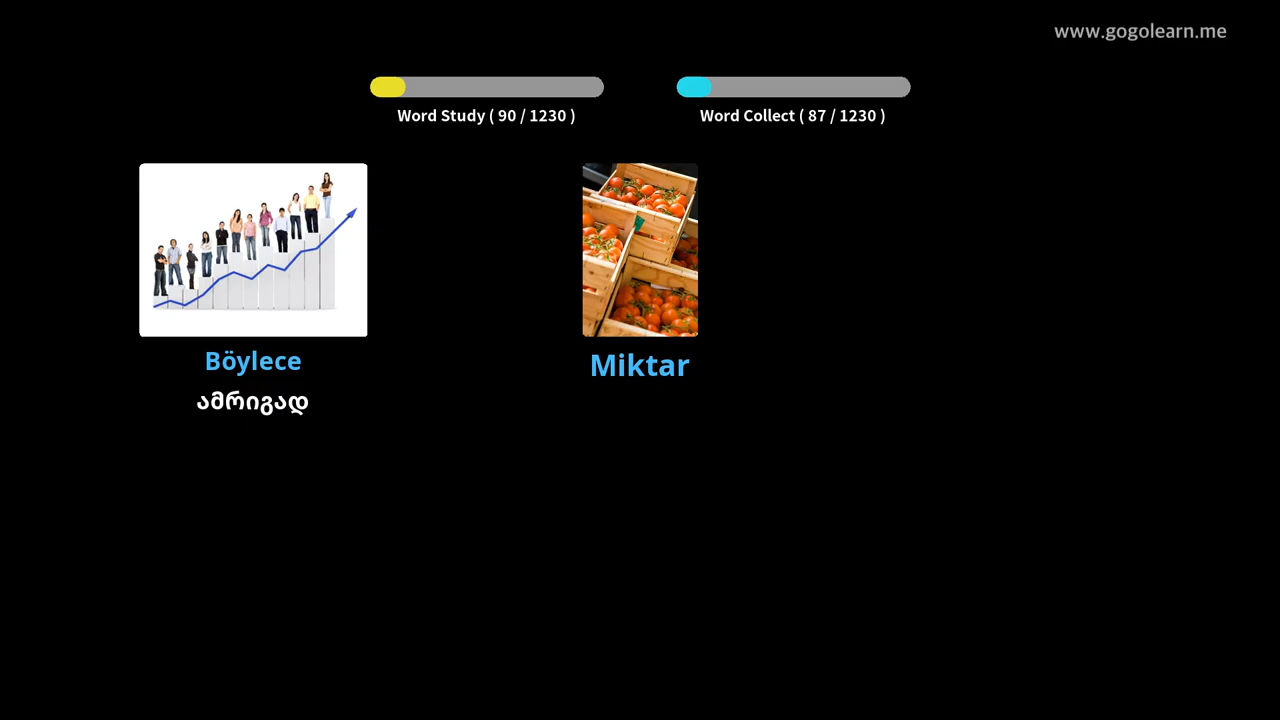 www.gogolearn.me
Word Study ( 90 / 1230 )
Word Collect ( 87 / 1230 )
Böylece
ამრიგად
Miktar